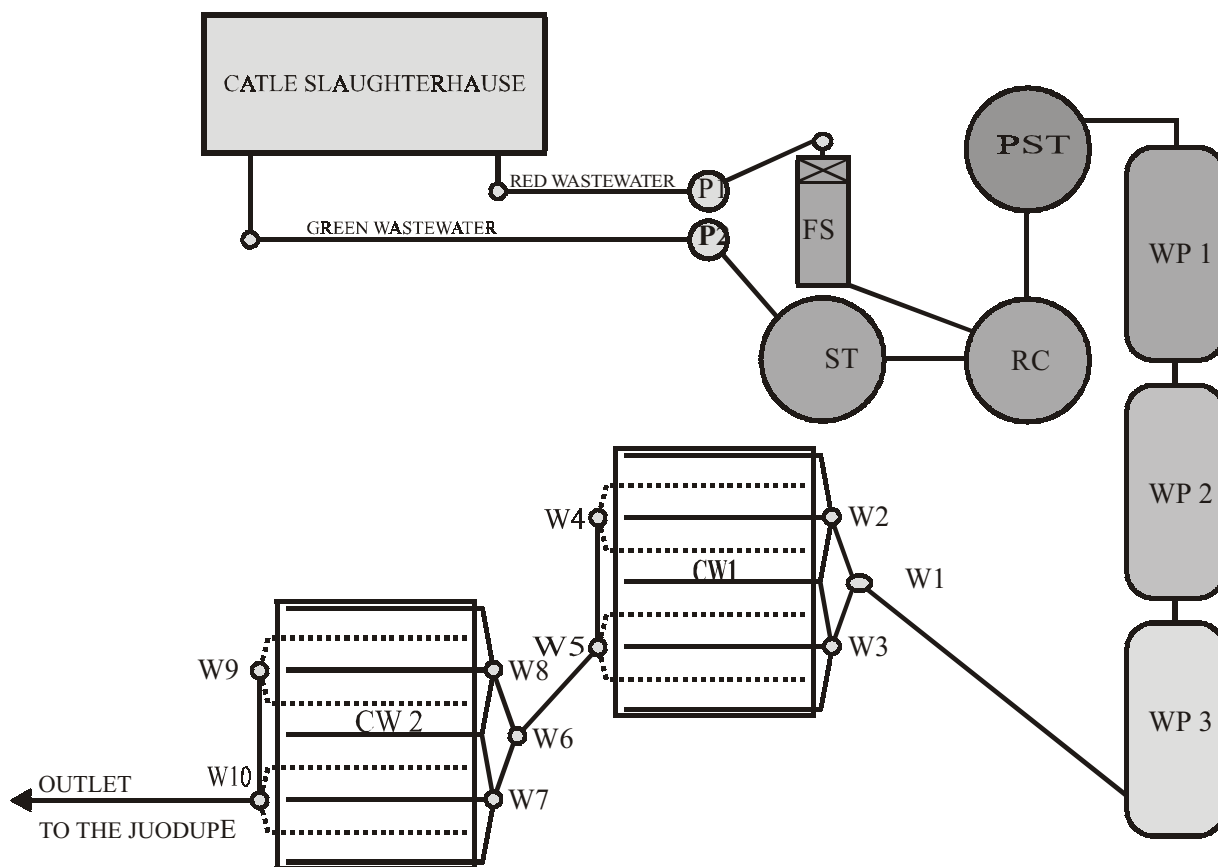 CATLE SLAUGHTERHAUSE
PST
RED WASTEWATER
P1
GREEN WASTEWATER
P2
FS
WP 1
ST
RC
WP 2
W4
W2
CW1
W1
W5
W3
W9
W8
CW 2
W6
WP 3
W10
W7
OUTLET
TO THE JUODUPE